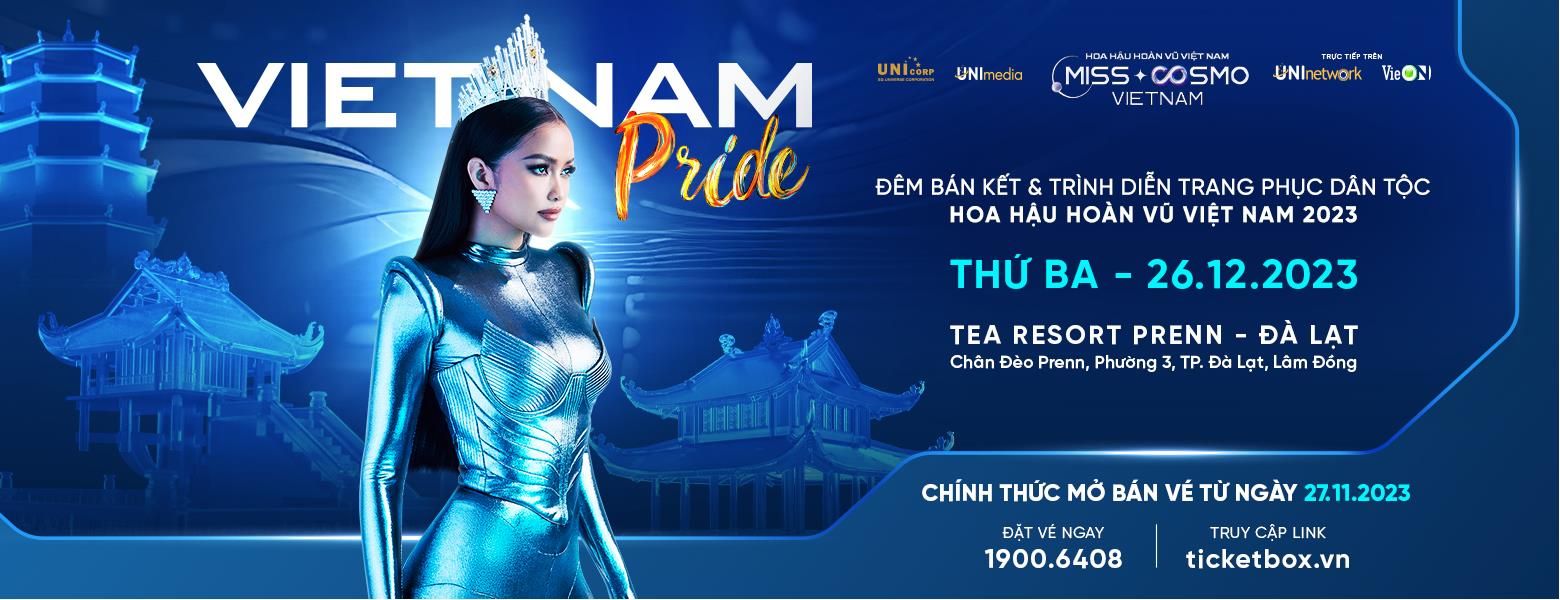 VIETNAM
Pride
UNICORP
UNI UNIVERSE CORPORATION
UNImedia
HOA HẬU HOÀN VŨ VIỆT NAM
MISS COSMO
VIETNAM
TRỰC TIẾP TRÊN
UNInetwork
VieON
ĐÊM BÁN KẾT & TRÌNH DIỄN TRANG PHỤC DÂN TỘC
HOA HẬU HOÀN VŨ VIỆT NAM 2023
THỨ BA - 26.12.2023
TEA RESORT PRENN - ĐÀ LẠT
Chân Đèo Prenn, Phường 3, TP. Đà Lạt, Lâm Đồng
CHÍNH THỨC MỞ BÁN VÉ TỪ NGÀY 27.11.2023
ĐẶT VÉ NGAY
1900.6408
TRUY CẬP LINK
ticketbox.vn